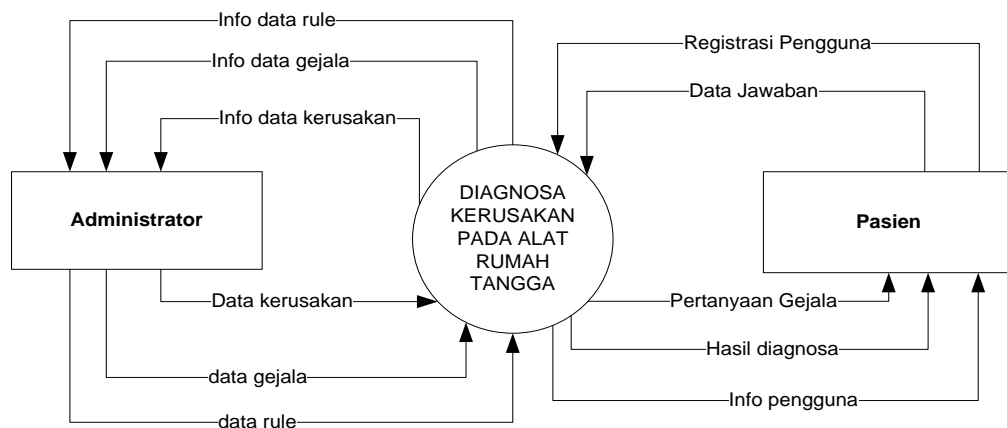 Info data rule
Info data gejala
Info data kerusakan
Registrasi Pengguna
Data Jawaban
Administrator
DIAGNOSA
KERUSAKAN
PADA ALAT
RUMAH
TANGGA
Pasien
Data kerusakan
data gejala
data rule
Pertanyaan Gejala
Hasil diagnosa
Info pengguna